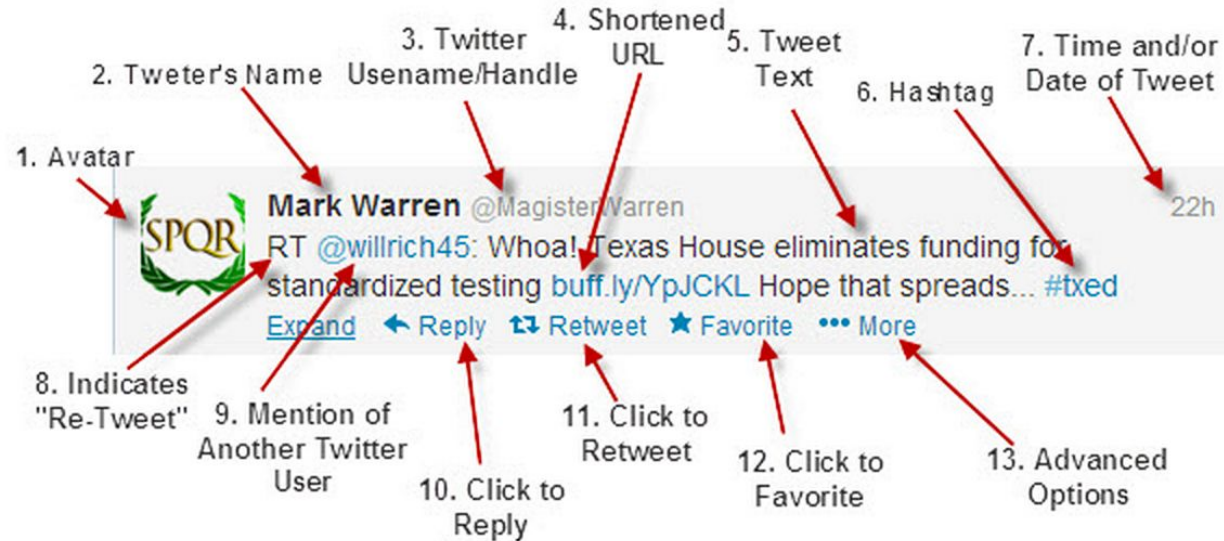 1. Avatar
2. Tweter's Name
3. Twitter
Usename/Handle
4. Shortened
URL
5. Tweet
Text
6. Hashtag
7. Time and/or
Date of Tweet
SPQR
Mark Warren @MagisterWarren
22h
RT @willrich45: Whoa! Texas House eliminates funding for
standardized testing buff.ly/YpJCKL Hope that spreads... #txed
Expand Reply Retweet Favorite ••• More
8. Indicates
"Re-Tweet"
9. Mention of
Another Twitter
User
10. Click to
Reply
11. Click to
Retweet
12. Click to
Favorite
13. Advanced
Options